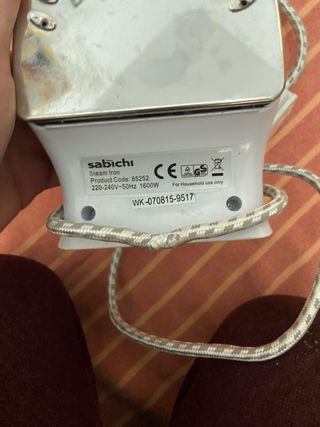 sabichi
Steam Iron
Product Code: 85252
220-240V~50Hz 1600W
CE
For Household use only
WK-070815-9517